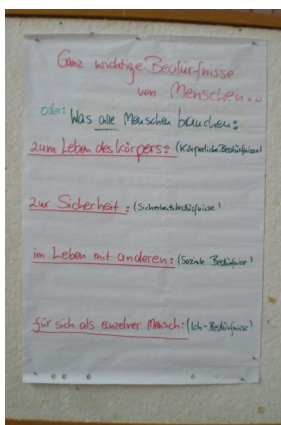 Ganz wichtige Bedürfnisse
von Menschen...
oder: Was alle Menschen brauchen:
zum Leben des Körpers: (Körperliche Bedürfnisse)
zur Sicherheit: (Sicherheitsbedürfnisse)
im Leben mit anderen: (Soziale Bedürfnisse)
für sich als einzelner Mensch: (Ich-Bedürfnisse)